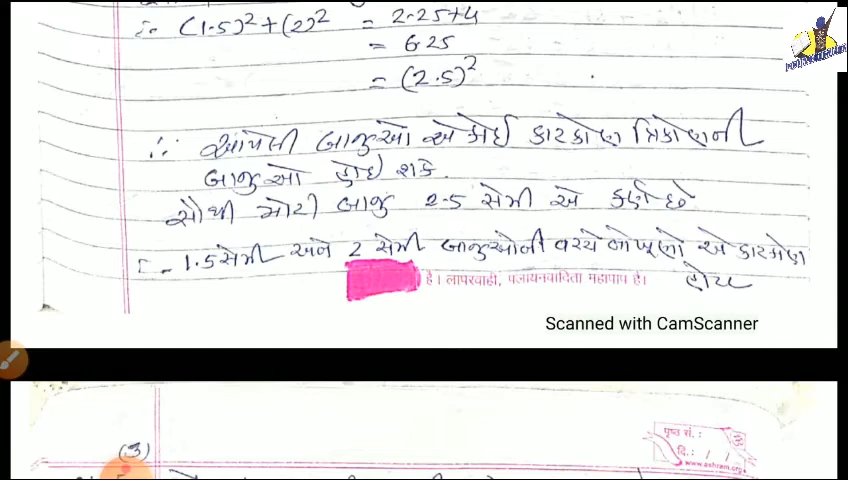 ∴ (1.5)² + (2)² = 2.25+4
= 6.25
= (2.5)²
∴ આપેલી બાજુઓ એ કોઈ કાટકોણ ત્રિકોણની
બાજુઓ હોઈ શકે.
સૌથી મોટી બાજુ 2.5 સેમી એ કર્ણ છે
1.5 સેમી અને 2 સેમી બાજુઓની વચ્ચેનો ખૂણો એ કાટકોણ
હોય
है। लापरवाही, पलायनवादिता महापाप है।
Scanned with CamScanner
(3)
पृष्ठ सं. :
दि.: / /
www.ashram.org